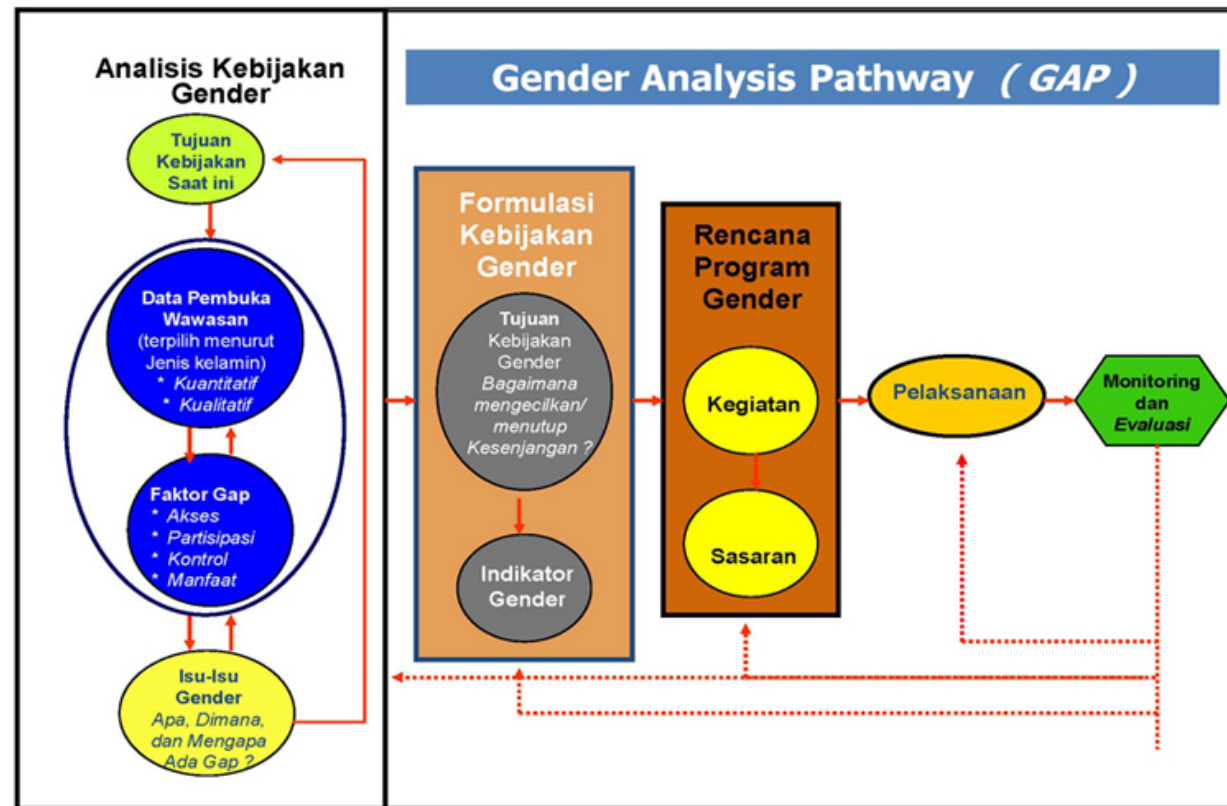 Analisis Kebijakan
Gender
Gender Analysis Pathway ( GAP )
Tujuan
Kebijakan
Saat ini
Data Pembuka
Wawasan
(terpilih menurut
Jenis kelamin)
* Kuantitatif
* Kualitatif
Faktor Gap
* Akses
* Partisipasi
* Kontrol
* Manfaat
Isu-Isu
Gender
Apa, Dimana,
dan Mengapa
Ada Gap ?
Formulasi
Kebijakan
Gender
Tujuan
Kebijakan
Gender
Bagaimana
mengecilkan/
menutup
Kesenjangan ?
Indikator
Gender
Rencana
Program
Gender
Kegiatan
Sasaran
Pelaksanaan
Monitoring
dan
Evaluasi